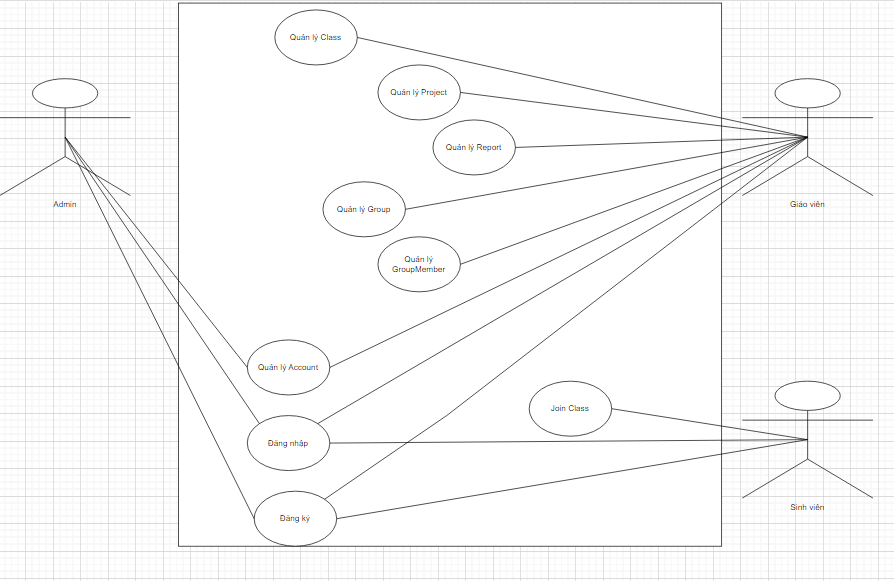 Quản lý Class
Quản lý Project
Quản lý Report
Admin
Giáo viên
Quản lý Group
Quản lý
GroupMember
Quản lý Account
Join Class
Đăng nhập
Sinh viên
Đăng ký